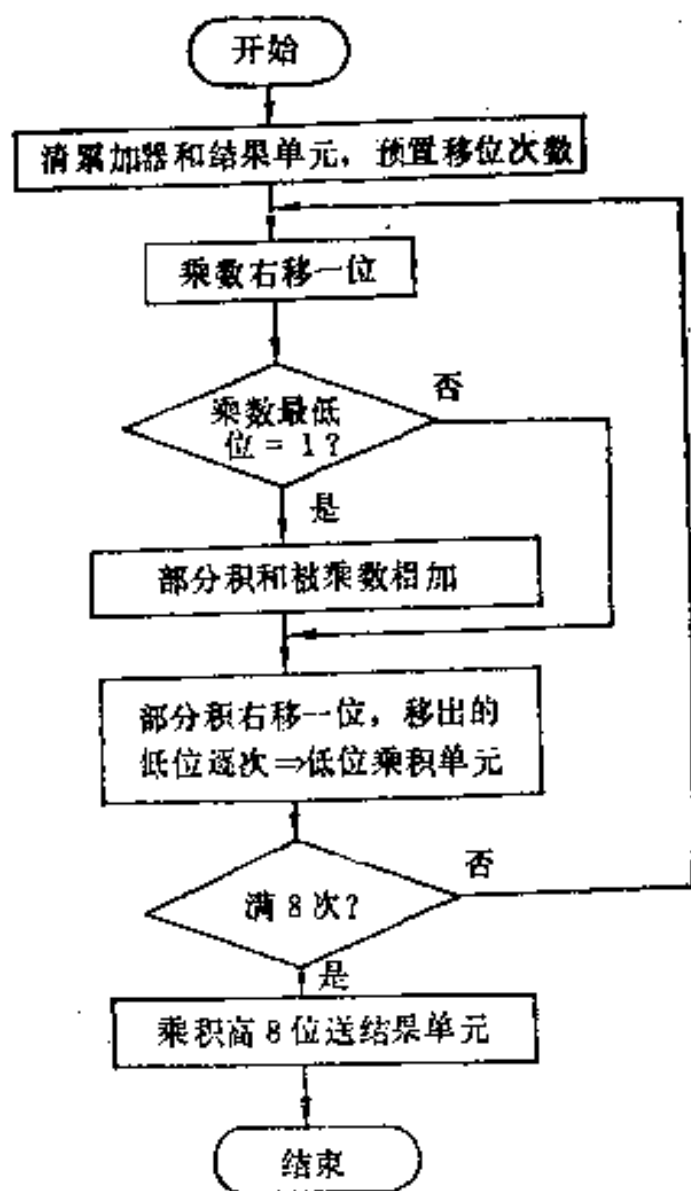 开始
清累加器和结果单元，预置移位次数
乘数右移一位
乘数最低
位 = 1？
否
是
部分积和被乘数相加
部分积右移一位，移出的
低位逐次⇒低位乘积单元
满 8 次？
否
是
乘积高 8 位送结果单元
结束